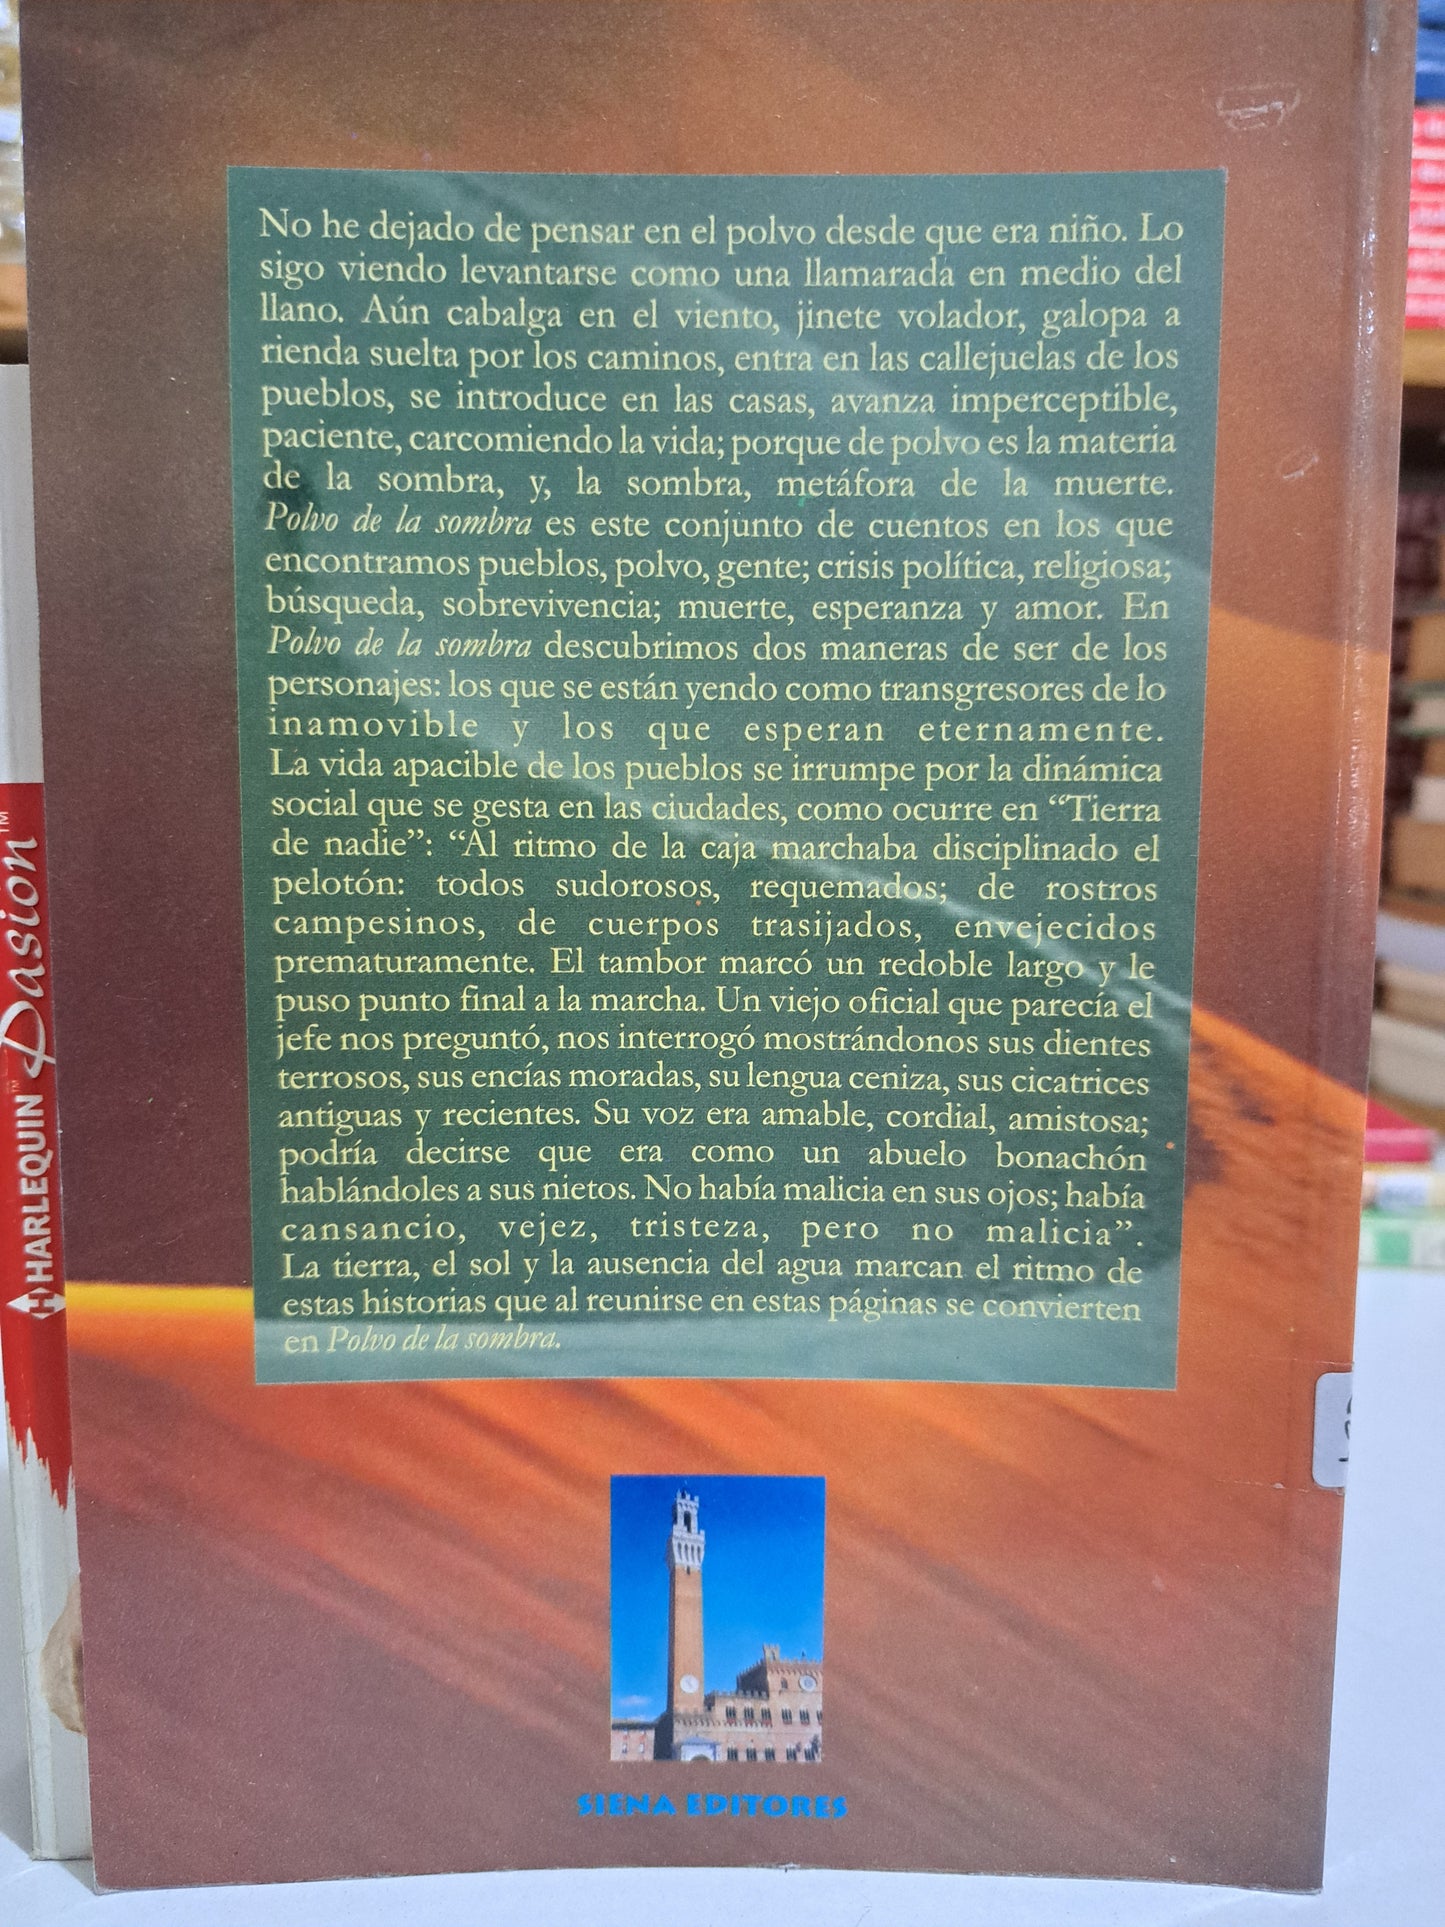 No he dejado de pensar en el polvo desde que era niño. Lo
sigo viendo levantarse como una llamarada en medio del
llano. Aún cabalga en el viento, jinete volador, galopa a
rienda suelta por los caminos, entra en las callejuelas de los
pueblos, se introduce en las casas, avanza imperceptible,
paciente, carcomiendo la vida; porque de polvo es la materia
de la sombra, y, la sombra, metáfora de la muerte.
Polvo de la sombra es este conjunto de cuentos en los que
encontramos pueblos, polvo, gente; crisis política, religiosa;
búsqueda, sobrevivencia; muerte, esperanza y amor. En
Polvo de la sombra descubrimos dos maneras de ser de los
personajes: los que se están yendo como transgresores de lo
inamovible y los que esperan eternamente.
La vida apacible de los pueblos se irrumpe por la dinámica
social que se gesta en las ciudades, como ocurre en “Tierra
de nadie”: “Al ritmo de la caja marchaba disciplinado el
pelotón: todos sudorosos, requemados; de rostros
campesinos, de cuerpos trasijados, envejecidos
prematuramente. El tambor marcó un redoble largo y le
puso punto final a la marcha. Un viejo oficial que parecía el
jefe nos preguntó, nos interrogó mostrándonos sus dientes
terrosos, sus encías moradas, su lengua ceniza, sus cicatrices
antiguas y recientes. Su voz era amable, cordial, amistosa;
podría decirse que era como un abuelo bonachón
hablándoles a sus nietos. No había malicia en sus ojos; había
cansancio, vejez, tristeza, pero no malicia”.
La tierra, el sol y la ausencia del agua marcan el ritmo de
estas historias que al reunirse en estas páginas se convierten
en Polvo de la sombra.
SIENA EDITORES
HARLEQUIN™ Pasion™